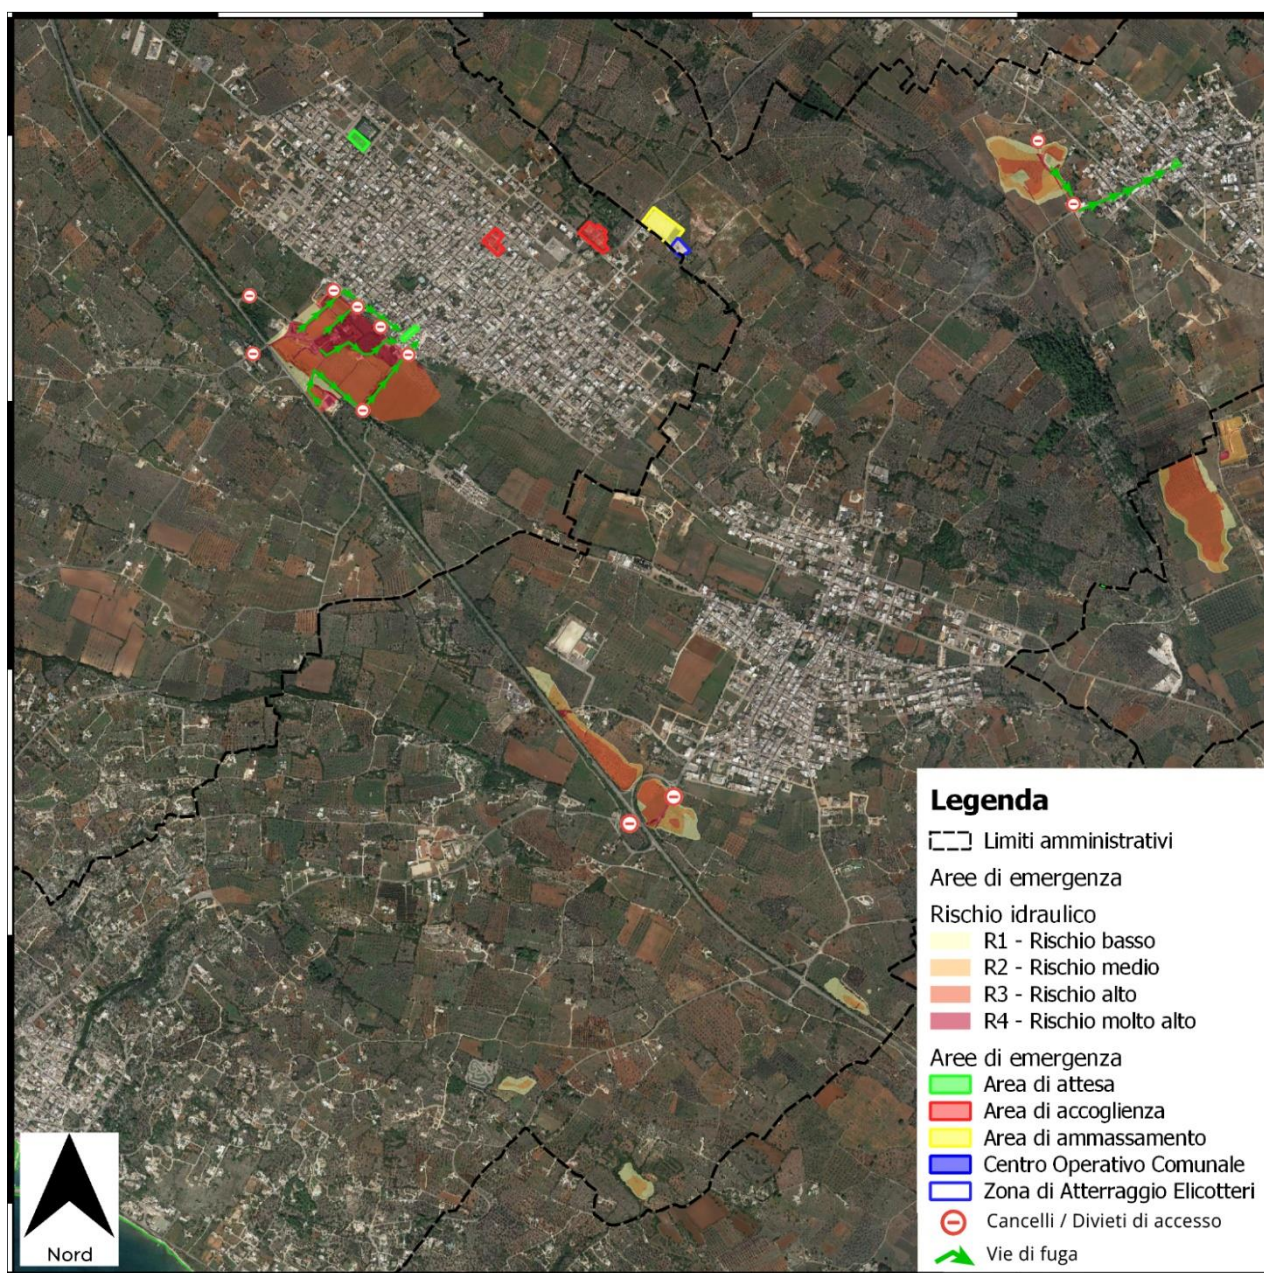 Legenda
Limiti amministrativi
Aree di emergenza
Rischio idraulico
R1 - Rischio basso
R2 - Rischio medio
R3 - Rischio alto
R4 - Rischio molto alto
Aree di emergenza
Area di attesa
Area di accoglienza
Area di ammassamento
Centro Operativo Comunale
Zona di Atterraggio Elicotteri
Cancelli / Divieti di accesso
Vie di fuga
Nord